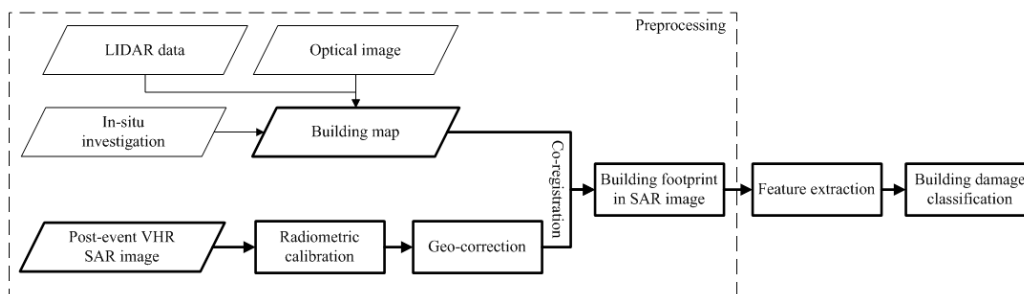 Preprocessing
LIDAR data
Optical image
In-situ
investigation
Building map
Co-registration
Building footprint
in SAR image
Feature extraction
Building damage
classification
Post-event VHR
SAR image
Radiometric
calibration
Geo-correction